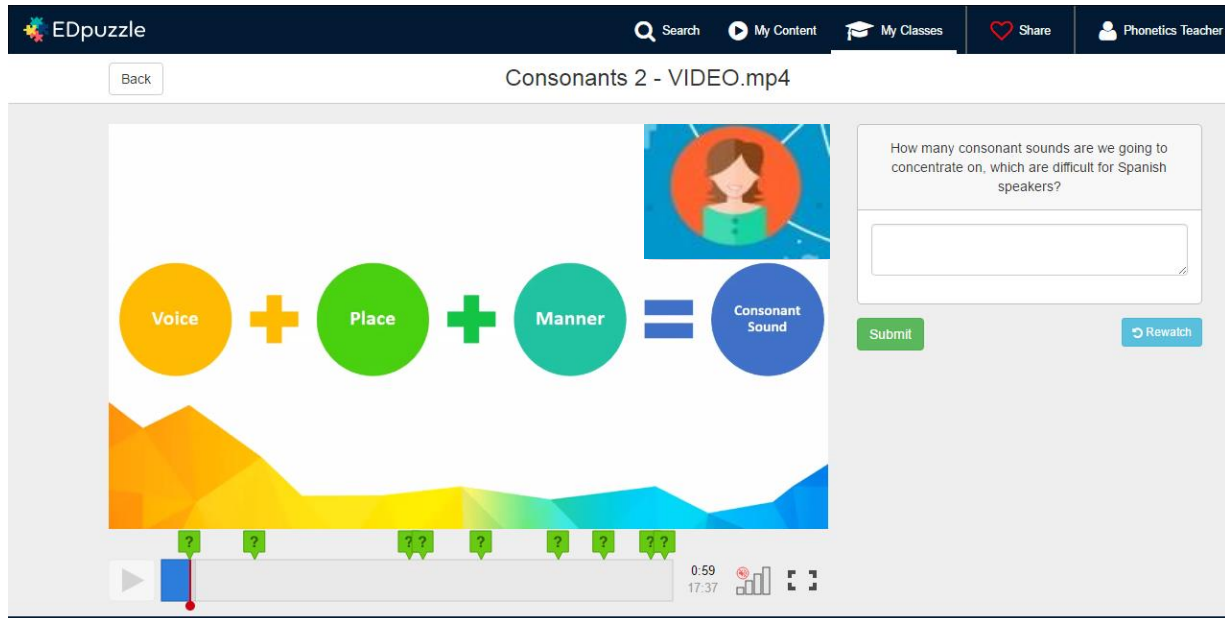 EDpuzzle
Search
My Content
My Classes
Share
Phonetics Teacher
Back
Consonants 2 - VIDEO.mp4
Voice
Place
Manner
Consonant
Sound
How many consonant sounds are we going to
concentrate on, which are difficult for Spanish
speakers?
Submit
Rewatch
? ? ? ? ? ? ? ? ?
0:59
17:37